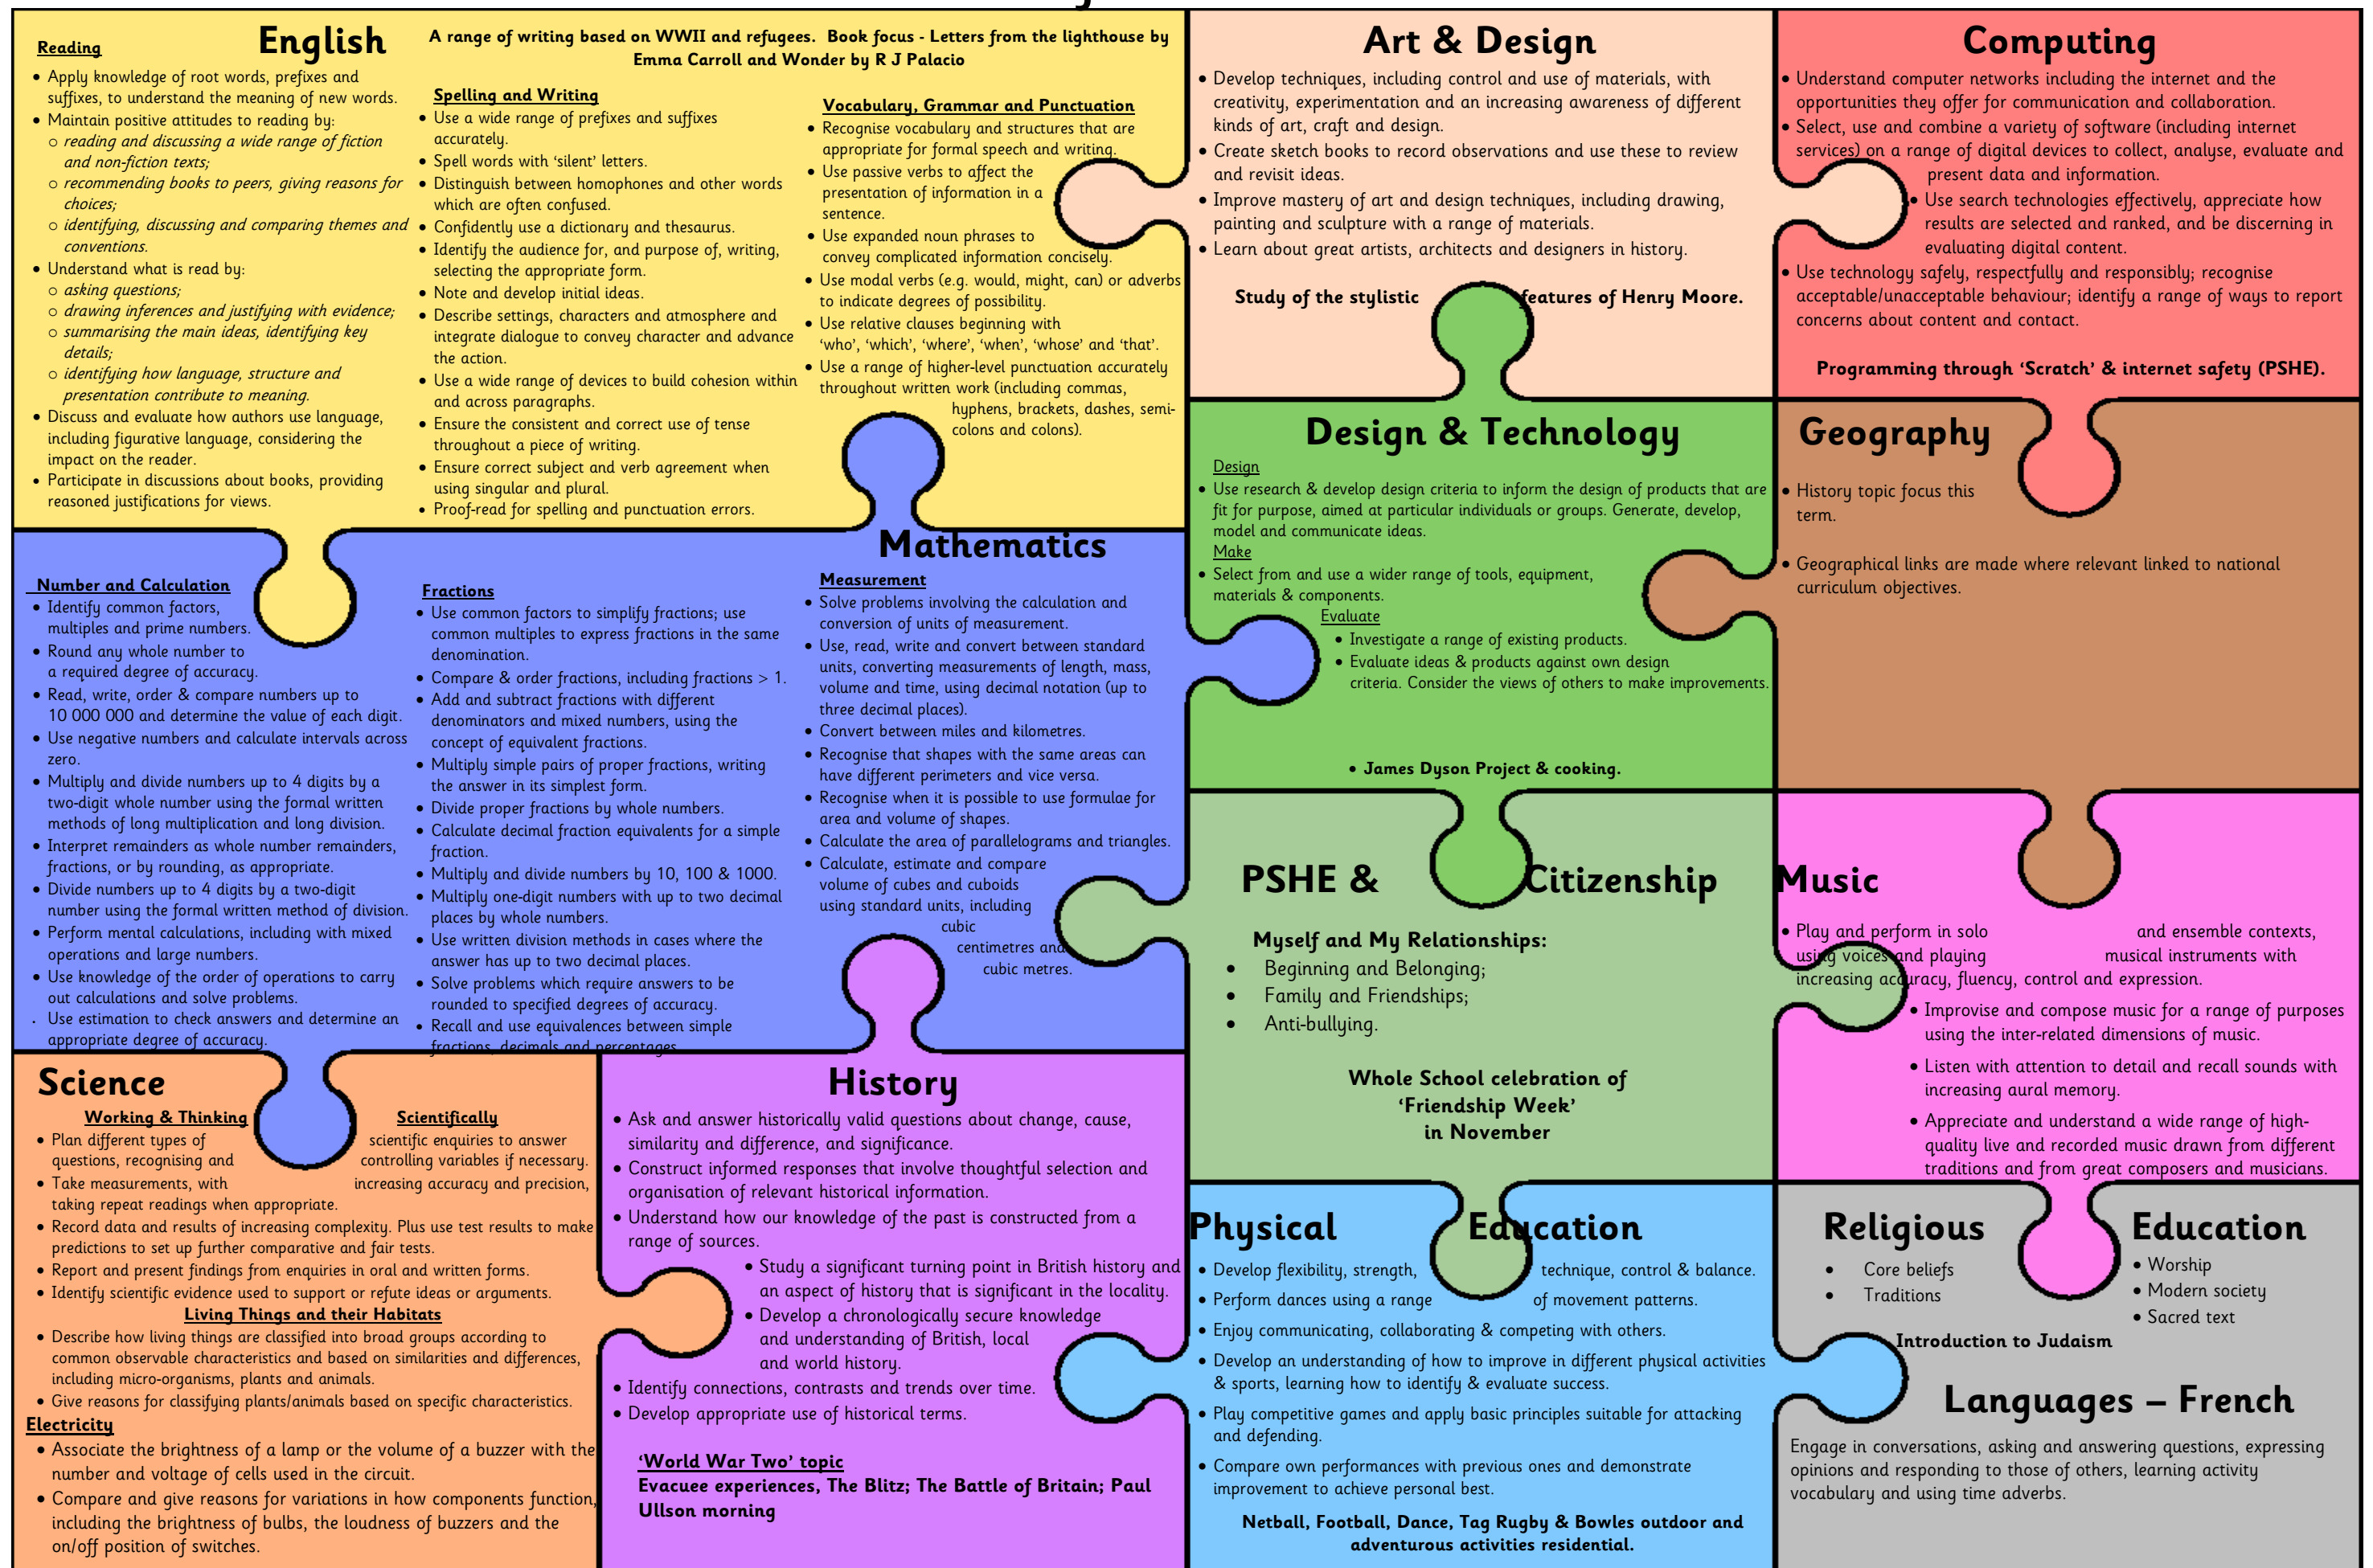 English
Reading
• Apply knowledge of root words, prefixes and
suffixes, to understand the meaning of new words.
• Maintain positive attitudes to reading by:
o reading and discussing a wide range of fiction
and non-fiction texts;
o recommending books to peers, giving reasons for
choices;
o identifying, discussing and comparing themes and
conventions.
• Understand what is read by:
o asking questions;
o drawing inferences and justifying with evidence;
o summarising the main ideas, identifying key
details;
o identifying how language, structure and
presentation contribute to meaning.
• Discuss and evaluate how authors use language,
including figurative language, considering the
impact on the reader.
• Participate in discussions about books, providing
reasoned justifications for views.
A range of writing based on WWII and refugees. Book focus - Letters from the lighthouse by
Emma Carroll and Wonder by R J Palacio
Spelling and Writing
• Use a wide range of prefixes and suffixes
accurately.
• Spell words with ‘silent’ letters.
• Distinguish between homophones and other words
which are often confused.
• Confidently use a dictionary and thesaurus.
• Identify the audience for, and purpose of, writing,
selecting the appropriate form.
• Note and develop initial ideas.
• Describe settings, characters and atmosphere and
integrate dialogue to convey character and advance
the action.
• Use a wide range of devices to build cohesion within
and across paragraphs.
• Ensure the consistent and correct use of tense
throughout a piece of writing.
• Ensure correct subject and verb agreement when
using singular and plural.
• Proof-read for spelling and punctuation errors.
Vocabulary, Grammar and Punctuation
• Recognise vocabulary and structures that are
appropriate for formal speech and writing.
• Use passive verbs to affect the
presentation of information in a
sentence.
• Use expanded noun phrases to
convey complicated information concisely.
• Use modal verbs (e.g. would, might, can) or adverbs
to indicate degrees of possibility.
• Use relative clauses beginning with
‘who’, ‘which’, ‘where’, ‘when’, ‘whose’ and ‘that’.
• Use a range of higher-level punctuation accurately
throughout written work (including commas,
hyphens, brackets, dashes, semi-
colons and colons).
Art & Design
• Develop techniques, including control and use of materials, with
creativity, experimentation and an increasing awareness of different
kinds of art, craft and design.
• Create sketch books to record observations and use these to review
and revisit ideas.
• Improve mastery of art and design techniques, including drawing,
painting and sculpture with a range of materials.
• Learn about great artists, architects and designers in history.
Study of the stylistic features of Henry Moore.
Computing
• Understand computer networks including the internet and the
opportunities they offer for communication and collaboration.
• Select, use and combine a variety of software (including internet
services) on a range of digital devices to collect, analyse, evaluate and
present data and information.
• Use search technologies effectively, appreciate how
results are selected and ranked, and be discerning in
evaluating digital content.
• Use technology safely, respectfully and responsibly; recognise
acceptable/unacceptable behaviour; identify a range of ways to report
concerns about content and contact.
Programming through ‘Scratch’ & internet safety (PSHE).
Design & Technology
Design
• Use research & develop design criteria to inform the design of products that are
fit for purpose, aimed at particular individuals or groups. Generate, develop,
model and communicate ideas.
Make
• Select from and use a wider range of tools, equipment,
materials & components.
Evaluate
• Investigate a range of existing products.
• Evaluate ideas & products against own design
criteria. Consider the views of others to make improvements.
• James Dyson Project & cooking.
Geography
• History topic focus this
term.
• Geographical links are made where relevant linked to national
curriculum objectives.
Mathematics
Number and Calculation
• Identify common factors,
multiples and prime numbers.
• Round any whole number to
a required degree of accuracy.
• Read, write, order & compare numbers up to
10 000 000 and determine the value of each digit.
• Use negative numbers and calculate intervals across
zero.
• Multiply and divide numbers up to 4 digits by a
two-digit whole number using the formal written
methods of long multiplication and long division.
• Interpret remainders as whole number remainders,
fractions, or by rounding, as appropriate.
• Divide numbers up to 4 digits by a two-digit
number using the formal written method of division.
• Perform mental calculations, including with mixed
operations and large numbers.
• Use knowledge of the order of operations to carry
out calculations and solve problems.
. Use estimation to check answers and determine an
appropriate degree of accuracy.
Fractions
• Use common factors to simplify fractions; use
common multiples to express fractions in the same
denomination.
• Compare & order fractions, including fractions > 1.
• Add and subtract fractions with different
denominators and mixed numbers, using the
concept of equivalent fractions.
• Multiply simple pairs of proper fractions, writing
the answer in its simplest form.
• Divide proper fractions by whole numbers.
• Calculate decimal fraction equivalents for a simple
fraction.
• Multiply and divide numbers by 10, 100 & 1000.
• Multiply one-digit numbers with up to two decimal
places by whole numbers.
• Use written division methods in cases where the
answer has up to two decimal places.
• Solve problems which require answers to be
rounded to specified degrees of accuracy.
• Recall and use equivalences between simple
fractions, decimals and percentages
Measurement
• Solve problems involving the calculation and
conversion of units of measurement.
• Use, read, write and convert between standard
units, converting measurements of length, mass,
volume and time, using decimal notation (up to
three decimal places).
• Convert between miles and kilometres.
• Recognise that shapes with the same areas can
have different perimeters and vice versa.
• Recognise when it is possible to use formulae for
area and volume of shapes.
• Calculate the area of parallelograms and triangles.
• Calculate, estimate and compare
volume of cubes and cuboids
using standard units, including
cubic
centimetres and
cubic metres.
PSHE & Citizenship
Myself and My Relationships:
• Beginning and Belonging;
• Family and Friendships;
• Anti-bullying.
Whole School celebration of
‘Friendship Week’
in November
Music
• Play and perform in solo and ensemble contexts,
using voices and playing musical instruments with
increasing accuracy, fluency, control and expression.
• Improvise and compose music for a range of purposes
using the inter-related dimensions of music.
• Listen with attention to detail and recall sounds with
increasing aural memory.
• Appreciate and understand a wide range of high-
quality live and recorded music drawn from different
traditions and from great composers and musicians.
Science
Working & Thinking Scientifically
• Plan different types of scientific enquiries to answer
questions, recognising and controlling variables if necessary.
• Take measurements, with increasing accuracy and precision,
taking repeat readings when appropriate.
• Record data and results of increasing complexity. Plus use test results to make
predictions to set up further comparative and fair tests.
• Report and present findings from enquiries in oral and written forms.
• Identify scientific evidence used to support or refute ideas or arguments.
Living Things and their Habitats
• Describe how living things are classified into broad groups according to
common observable characteristics and based on similarities and differences,
including micro-organisms, plants and animals.
• Give reasons for classifying plants/animals based on specific characteristics.
Electricity
• Associate the brightness of a lamp or the volume of a buzzer with the
number and voltage of cells used in the circuit.
• Compare and give reasons for variations in how components function,
including the brightness of bulbs, the loudness of buzzers and the
on/off position of switches.
History
• Ask and answer historically valid questions about change, cause,
similarity and difference, and significance.
• Construct informed responses that involve thoughtful selection and
organisation of relevant historical information.
• Understand how our knowledge of the past is constructed from a
range of sources.
• Study a significant turning point in British history and
an aspect of history that is significant in the locality.
• Develop a chronologically secure knowledge
and understanding of British, local
and world history.
• Identify connections, contrasts and trends over time.
• Develop appropriate use of historical terms.
‘World War Two’ topic
Evacuee experiences, The Blitz; The Battle of Britain; Paul
Ullson morning
Physical Education
• Develop flexibility, strength, technique, control & balance.
• Perform dances using a range of movement patterns.
• Enjoy communicating, collaborating & competing with others.
• Develop an understanding of how to improve in different physical activities
& sports, learning how to identify & evaluate success.
• Play competitive games and apply basic principles suitable for attacking
and defending.
• Compare own performances with previous ones and demonstrate
improvement to achieve personal best.
Netball, Football, Dance, Tag Rugby & Bowles outdoor and
adventurous activities residential.
Religious Education
• Core beliefs
• Traditions
• Worship
• Modern society
• Sacred text
Introduction to Judaism
Languages – French
Engage in conversations, asking and answering questions, expressing
opinions and responding to those of others, learning activity
vocabulary and using time adverbs.